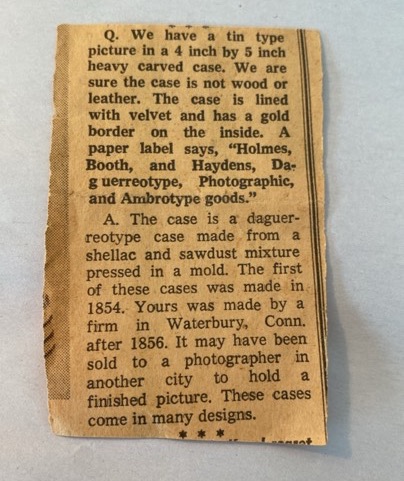 * * *
Q. We have a tin type
picture in a 4 inch by 5 inch
heavy carved case. We are
sure the case is not wood or
leather. The case is lined
with velvet and has a gold
border on the inside. A
paper label says, “Holmes,
Booth, and Haydens, Da-
g uerreotype, Photographic,
and Ambrotype goods.”
A. The case is a daguer-
reotype case made from a
shellac and sawdust mixture
pressed in a mold. The first
of these cases was made in
1854. Yours was made by a
firm in Waterbury, Conn.
after 1856. It may have been
sold to a photographer in
another city to hold a
finished picture. These cases
come in many designs.
* * *